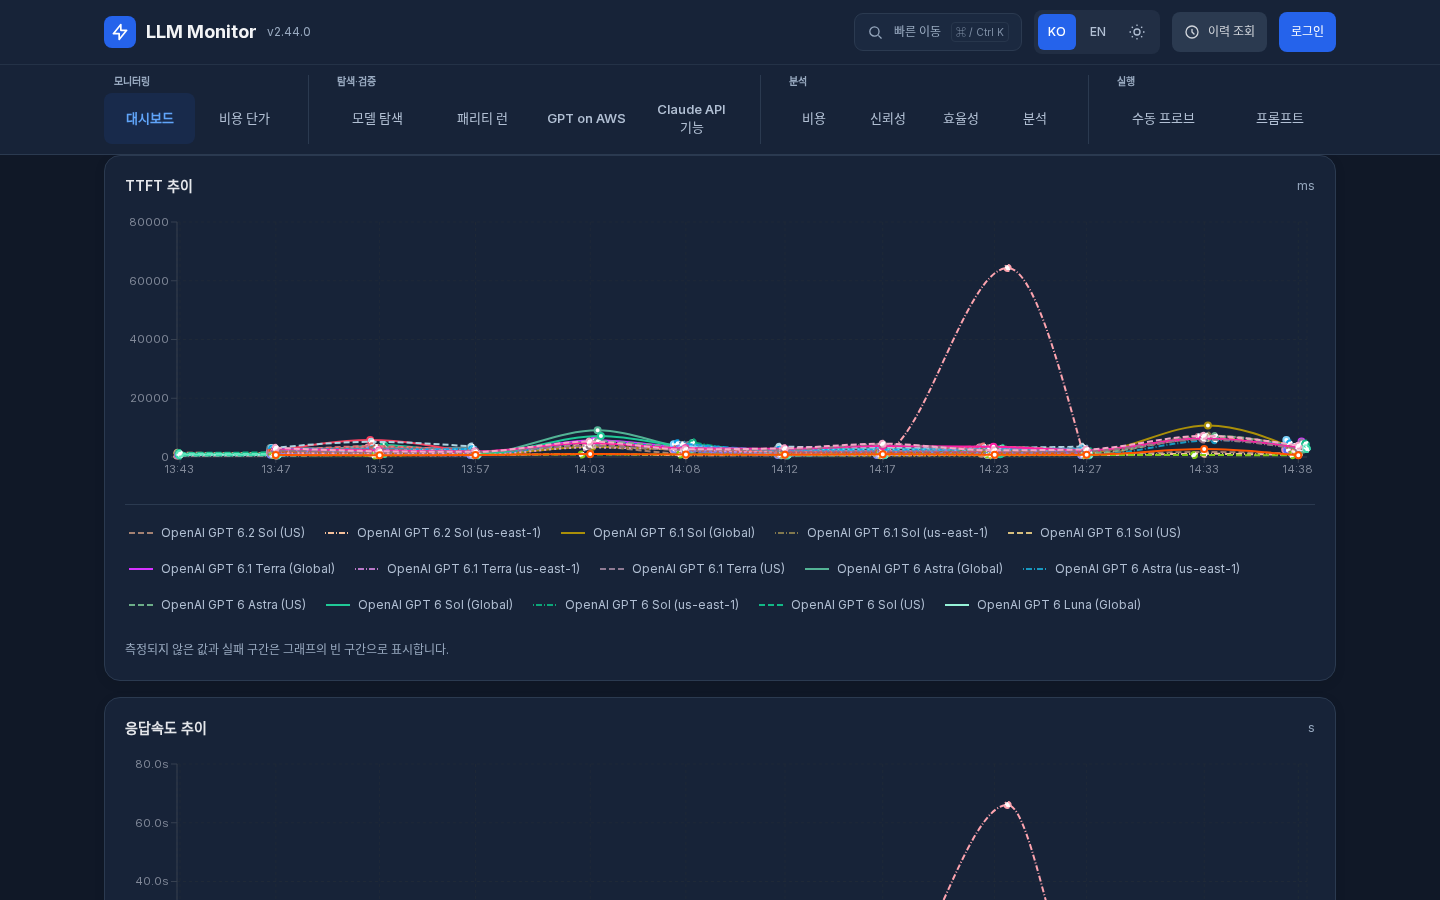 LLM Monitor v2.44.0
빠른 이동 ⌘ / Ctrl K KO EN 이력 조회 로그인
모니터링 탐색·검증 분석 실행
대시보드 비용 단가 모델 탐색 패리티 런 GPT on AWS Claude API 기능 비용 신뢰성 효율성 분석 수동 프로브 프롬프트
TTFT 추이 ms
80000
60000
40000
20000
0
13:43 13:47 13:52 13:57 14:03 14:08 14:12 14:17 14:23 14:27 14:33 14:38
OpenAI GPT 6.2 Sol (US) OpenAI GPT 6.2 Sol (us-east-1) OpenAI GPT 6.1 Sol (Global) OpenAI GPT 6.1 Sol (us-east-1) OpenAI GPT 6.1 Sol (US)
OpenAI GPT 6.1 Terra (Global) OpenAI GPT 6.1 Terra (us-east-1) OpenAI GPT 6.1 Terra (US) OpenAI GPT 6 Astra (Global) OpenAI GPT 6 Astra (us-east-1)
OpenAI GPT 6 Astra (US) OpenAI GPT 6 Sol (Global) OpenAI GPT 6 Sol (us-east-1) OpenAI GPT 6 Sol (US) OpenAI GPT 6 Luna (Global)
측정되지 않은 값과 실패 구간은 그래프의 빈 구간으로 표시합니다.
응답속도 추이 s
80.0s
60.0s
40.0s